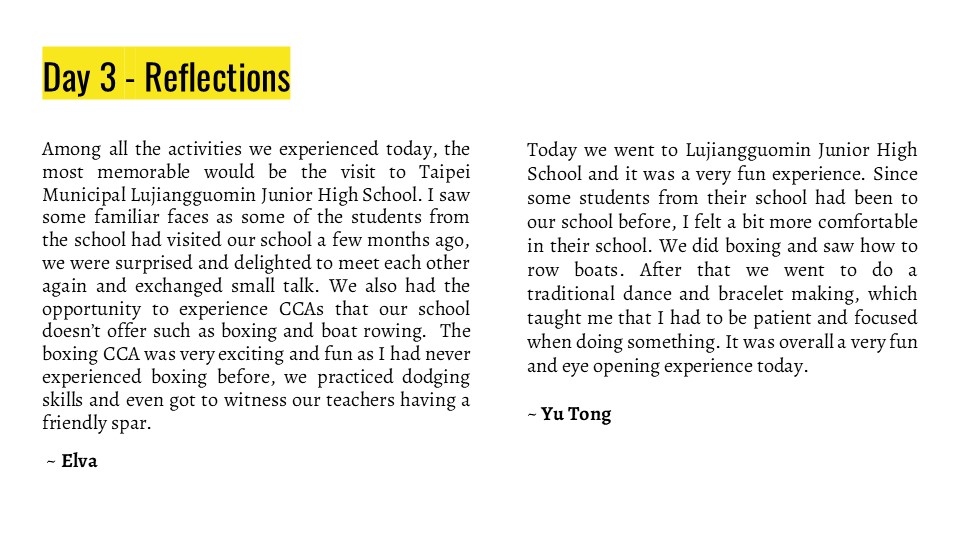 Day 3 - Reflections
Among all the activities we experienced today, the
most memorable would be the visit to Taipei
Municipal Lujiangguomin Junior High School. I saw
some familiar faces as some of the students from
the school had visited our school a few months ago,
we were surprised and delighted to meet each other
again and exchanged small talk. We also had the
opportunity to experience CCAs that our school
doesn't offer such as boxing and boat rowing.  The
boxing CCA was very exciting and fun as I had never
experienced boxing before, we practiced dodging
skills and even got to witness our teachers having a
friendly spar.
~ Elva
Today we went to Lujiangguomin Junior High
School and it was a very fun experience. Since
some students from their school had been to
our school before, I felt a bit more comfortable
in their school. We did boxing and saw how to
row boats. After that we went to do a
traditional dance and bracelet making, which
taught me that I had to be patient and focused
when doing something. It was overall a very fun
and eye opening experience today.
~ Yu Tong